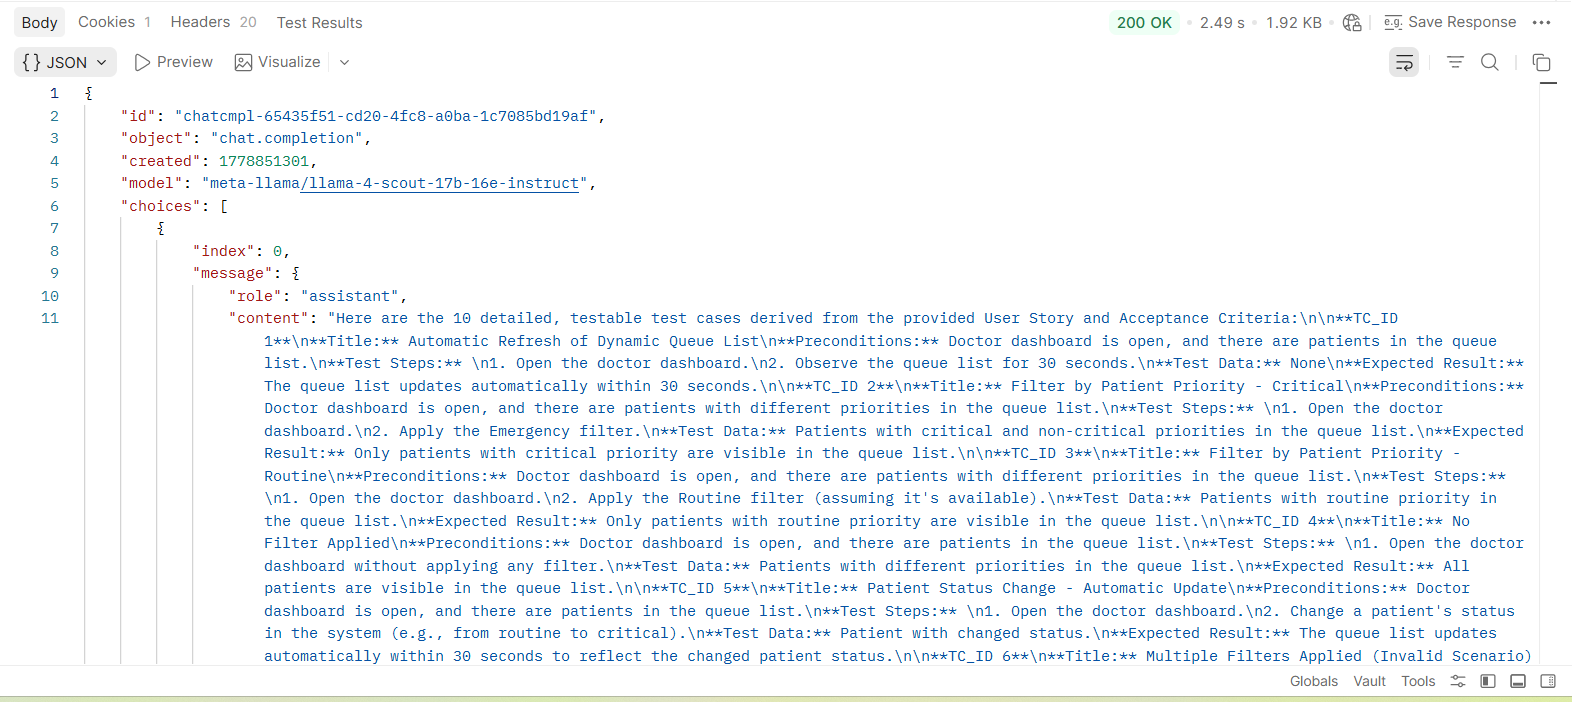 Body Cookies 1 Headers 20 Test Results 200 OK • 2.49 s • 1.92 KB • e.g. Save Response
{} JSON Preview Visualize
1 {
2 "id": "chatcmpl-65435f51-cd20-4fc8-a0ba-1c7085bd19af",
3 "object": "chat.completion",
4 "created": 1778851301,
5 "model": "meta-llama/llama-4-scout-17b-16e-instruct",
6 "choices": [
7 {
8 "index": 0,
9 "message": {
10 "role": "assistant",
11 "content": "Here are the 10 detailed, testable test cases derived from the provided User Story and Acceptance Criteria:\n\n**TC_ID
1**\n**Title:** Automatic Refresh of Dynamic Queue List\n**Preconditions:** Doctor dashboard is open, and there are patients in the queue
list.\n**Test Steps:** \n1. Open the doctor dashboard.\n2. Observe the queue list for 30 seconds.\n**Test Data:** None\n**Expected Result:**
The queue list updates automatically within 30 seconds.\n\n**TC_ID 2**\n**Title:** Filter by Patient Priority - Critical\n**Preconditions:**
Doctor dashboard is open, and there are patients with different priorities in the queue list.\n**Test Steps:** \n1. Open the doctor
dashboard.\n2. Apply the Emergency filter.\n**Test Data:** Patients with critical and non-critical priorities in the queue list.\n**Expected
Result:** Only patients with critical priority are visible in the queue list.\n\n**TC_ID 3**\n**Title:** Filter by Patient Priority -
Routine\n**Preconditions:** Doctor dashboard is open, and there are patients with different priorities in the queue list.\n**Test Steps:**
\n1. Open the doctor dashboard.\n2. Apply the Routine filter (assuming it's available).\n**Test Data:** Patients with routine priority in
the queue list.\n**Expected Result:** Only patients with routine priority are visible in the queue list.\n\n**TC_ID 4**\n**Title:** No
Filter Applied\n**Preconditions:** Doctor dashboard is open, and there are patients in the queue list.\n**Test Steps:** \n1. Open the doctor
dashboard without applying any filter.\n**Test Data:** Patients with different priorities in the queue list.\n**Expected Result:** All
patients are visible in the queue list.\n\n**TC_ID 5**\n**Title:** Patient Status Change - Automatic Update\n**Preconditions:** Doctor
dashboard is open, and there are patients in the queue list.\n**Test Steps:** \n1. Open the doctor dashboard.\n2. Change a patient's status
in the system (e.g., from routine to critical).\n**Test Data:** Patient with changed status.\n**Expected Result:** The queue list updates
automatically within 30 seconds to reflect the changed patient status.\n\n**TC_ID 6**\n**Title:** Multiple Filters Applied (Invalid Scenario)
Globals Vault Tools